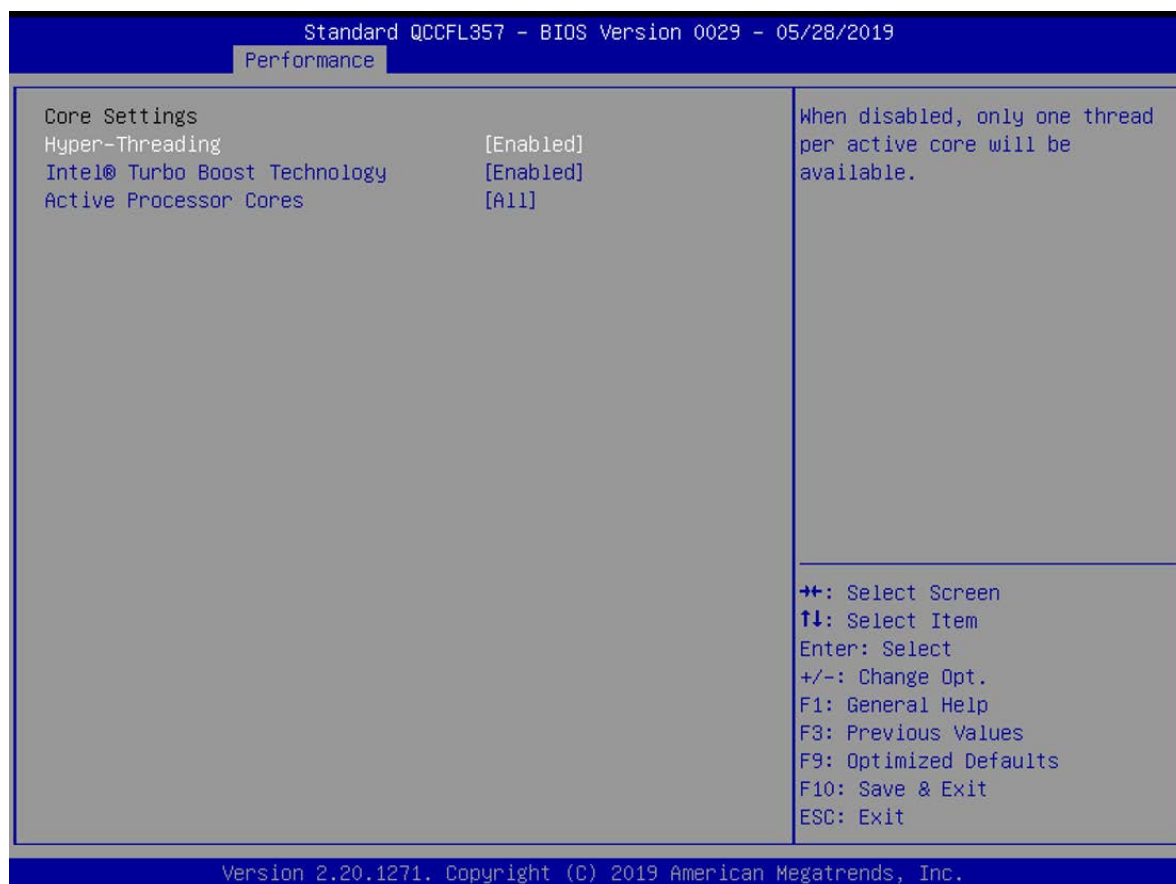 Standard QCCFL357 – BIOS Version 0029 – 05/28/2019
Performance
Core Settings
Hyper-Threading [Enabled]
Intel® Turbo Boost Technology [Enabled]
Active Processor Cores [All]
When disabled, only one thread
per active core will be
available.
→←: Select Screen
↑↓: Select Item
Enter: Select
+/-: Change Opt.
F1: General Help
F3: Previous Values
F9: Optimized Defaults
F10: Save & Exit
ESC: Exit
Version 2.20.1271. Copyright (C) 2019 American Megatrends, Inc.